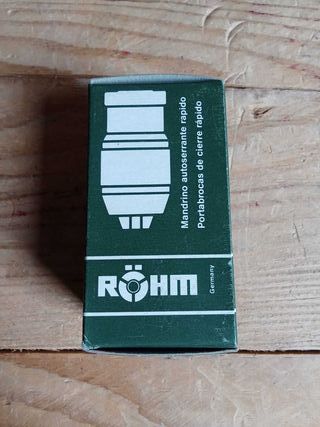 Mandrino autoserrante rapido
Portabrocas de cierre rápido
RÖHM
Germany